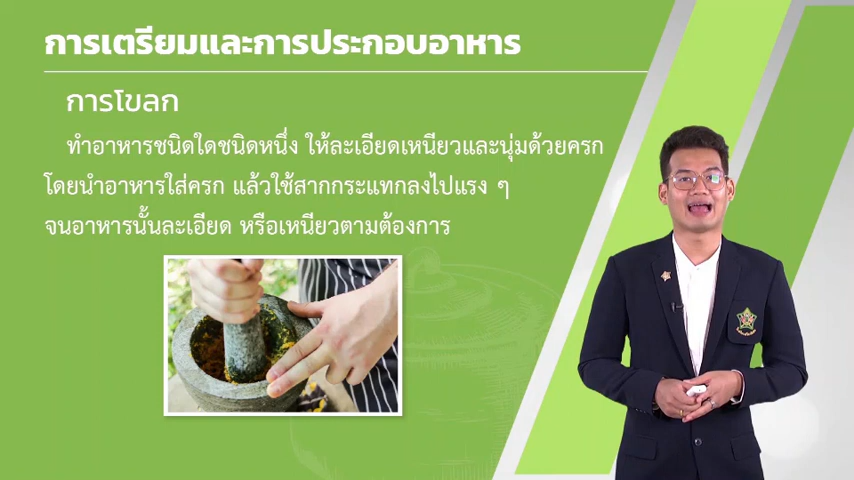 การเตรียมและการประกอบอาหาร
การโขลก
ทำอาหารชนิดใดชนิดหนึ่ง ให้ละเอียดเหนียวและนุ่มด้วยครก
โดยนำอาหารใส่ครก แล้วใช้สากกระแทกลงไปแรง ๆ
จนอาหารนั้นละเอียด หรือเหนียวตามต้องการ